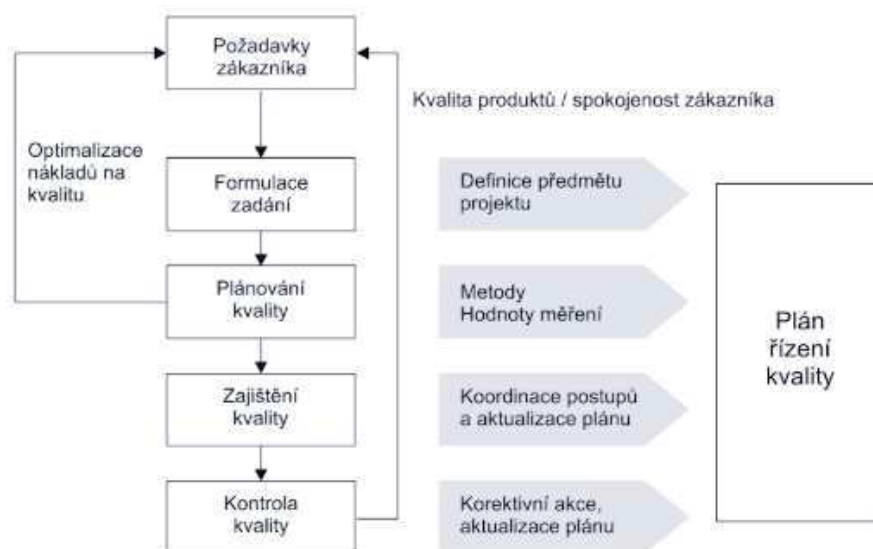 Požadavky
zákazníka
Kvalita produktů / spokojenost zákazníka
Optimalizace
nákladů na
kvalitu
Formulace
zadání
Definice předmětu
projektu
Plánování
kvality
Metody
Hodnoty měření
Plán
řízení
kvality
Zajištění
kvality
Koordinace postupů
a aktualizace plánu
Kontrola
kvality
Korektivní akce,
aktualizace plánu